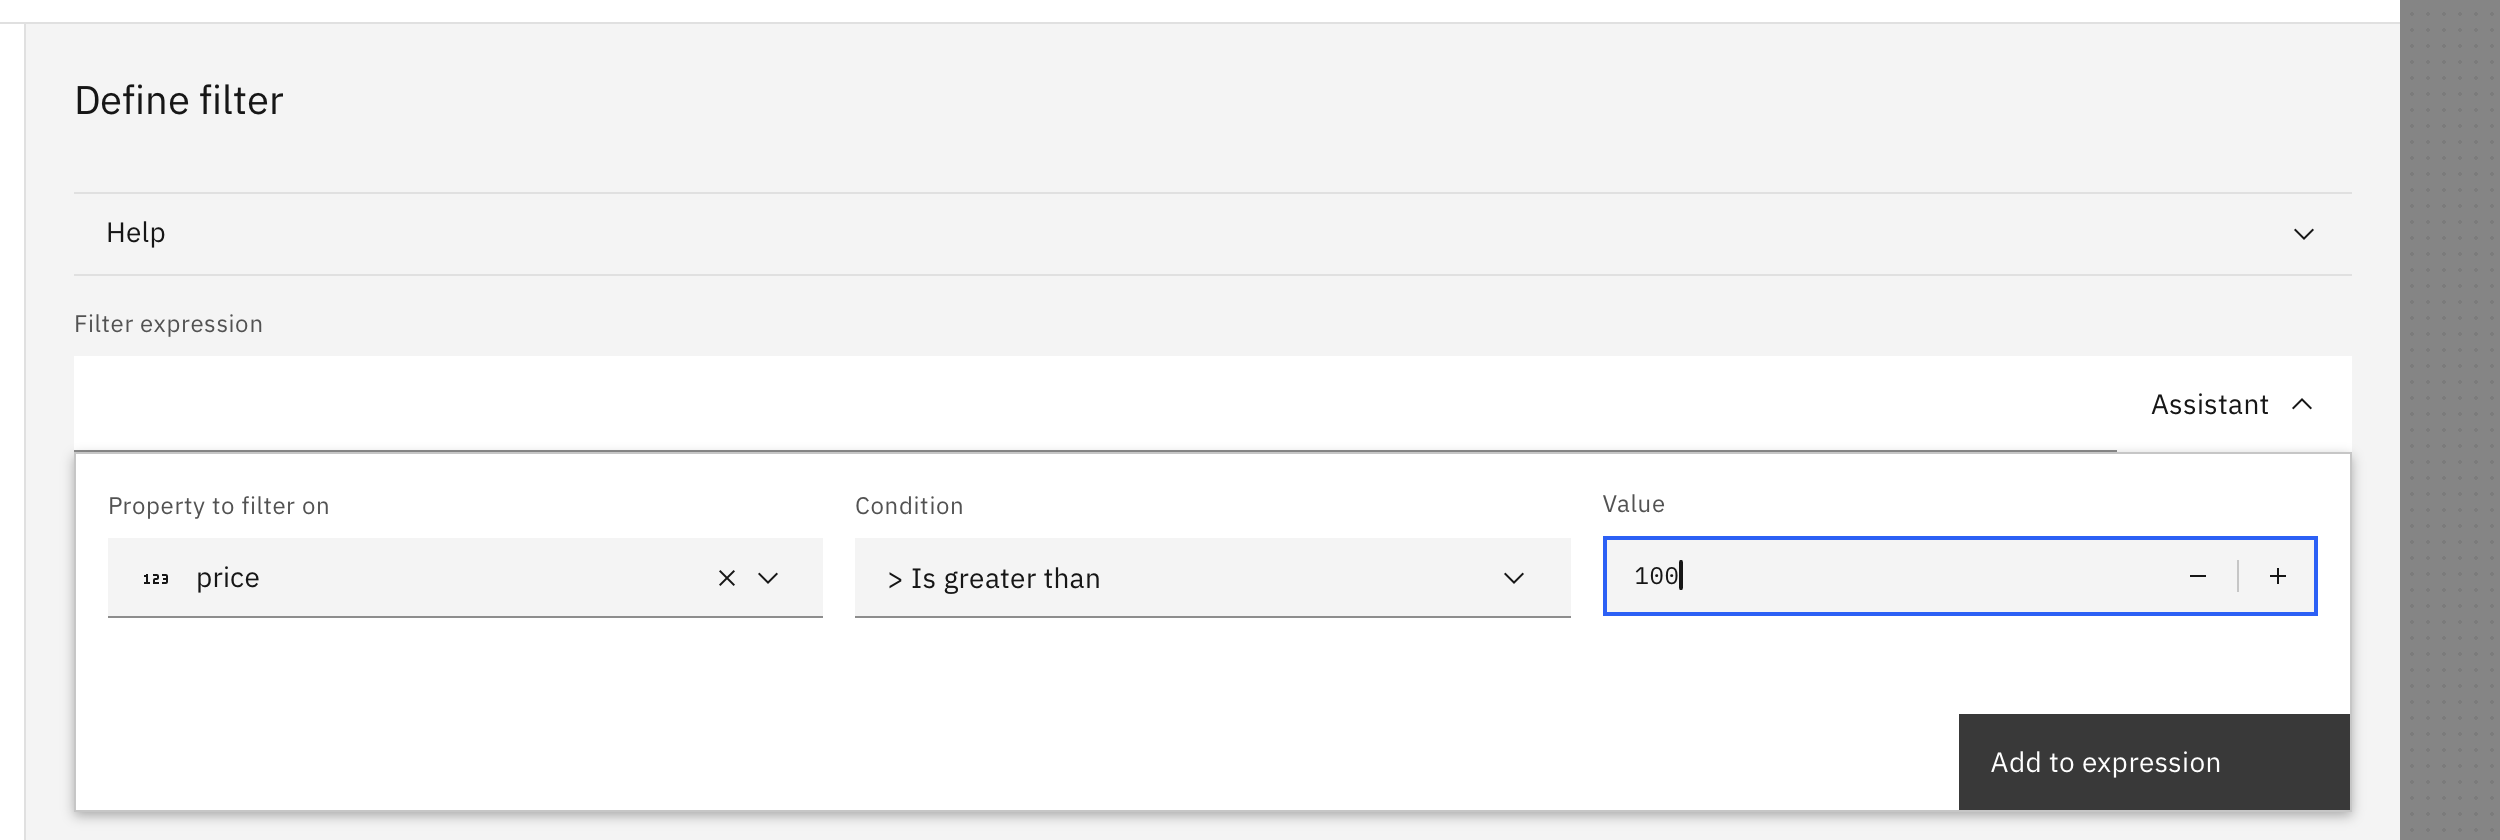 Define filter
Help
Filter expression
Assistant
Property to filter on
Condition
Value
123 price
> Is greater than
100
Add to expression